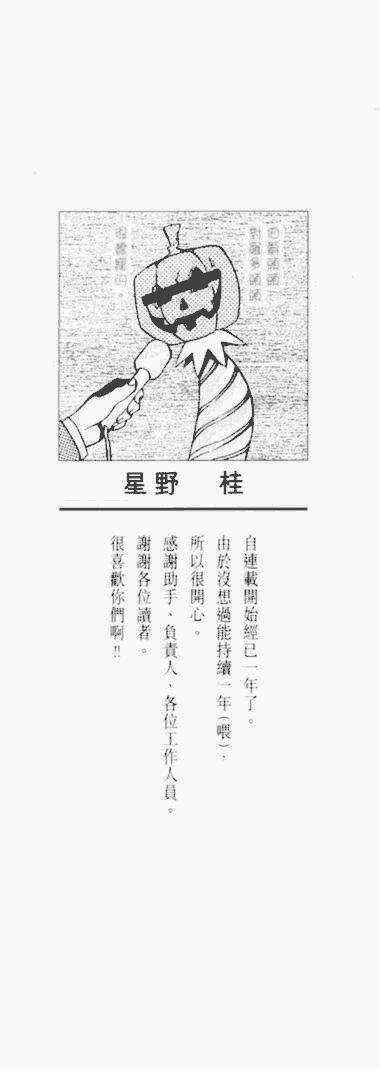 星野 桂
自連載開始經已一年了。
由於沒想過能持續一年(喂)，
所以很開心。
感謝助手、負責人、各位工作人員。
謝謝各位讀者。
很喜歡你們啊!!